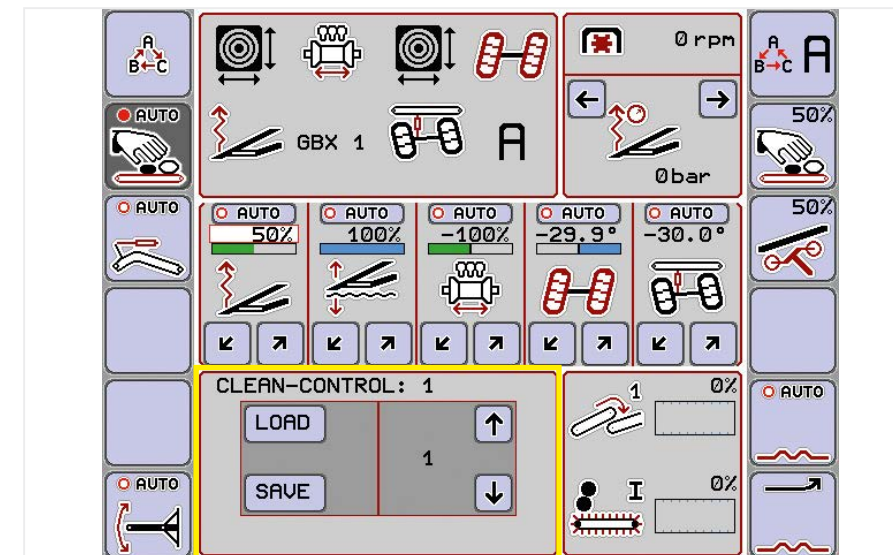 A
B C
0 rpm
A
B C
A
AUTO
50%
GBX 1
A
0bar
AUTO
50%
AUTO
AUTO
AUTO
AUTO
AUTO
50%
100%
-100%
-29.9°
-30.0°
CLEAN-CONTROL: 1
1
0%
AUTO
LOAD
1
SAVE
AUTO
I
0%